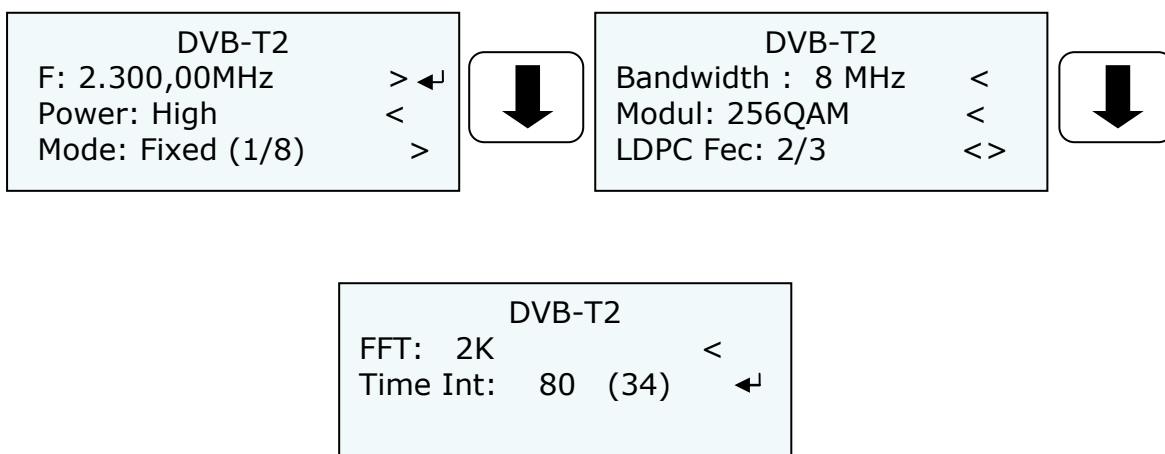 DVB-T2
F: 2.300,00MHz > ↵
Power: High <
Mode: Fixed (1/8) >
DVB-T2
Bandwidth : 8 MHz <
Modul: 256QAM <
LDPC Fec: 2/3 <>
DVB-T2
FFT: 2K <
Time Int: 80 (34) ↵